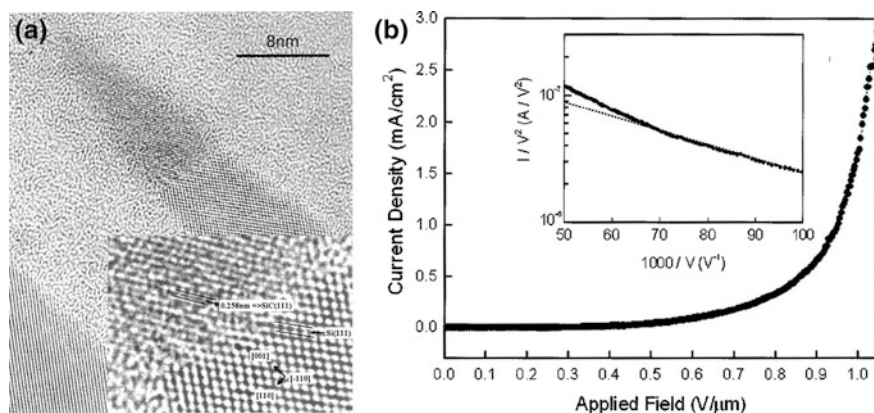 (a)
8nm
0.258nm =>SiC(111)
Si(111)
[001]
[-110]
[110]
(b)
Current Density (mA/cm²)
3.0
2.5
2.0
1.5
1.0
0.5
0.0
I / V² (A / V²)
10⁻⁷
10⁻⁸
50 60 70 80 90 100
1000 / V (V⁻¹)
0.0 0.1 0.2 0.3 0.4 0.5 0.6 0.7 0.8 0.9 1.0
Applied Field (V/μm)